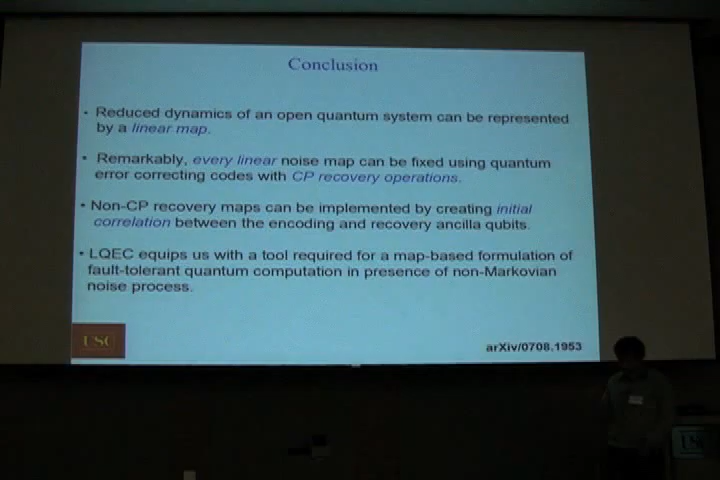 Conclusion
• Reduced dynamics of an open quantum system can be represented
by a linear map.
• Remarkably, every linear noise map can be fixed using quantum
error correcting codes with CP recovery operations.
• Non-CP recovery maps can be implemented by creating initial
correlation between the encoding and recovery ancilla qubits.
• LQEC equips us with a tool required for a map-based formulation of
fault-tolerant quantum computation in presence of non-Markovian
noise process.
USC
arXiv/0708.1953